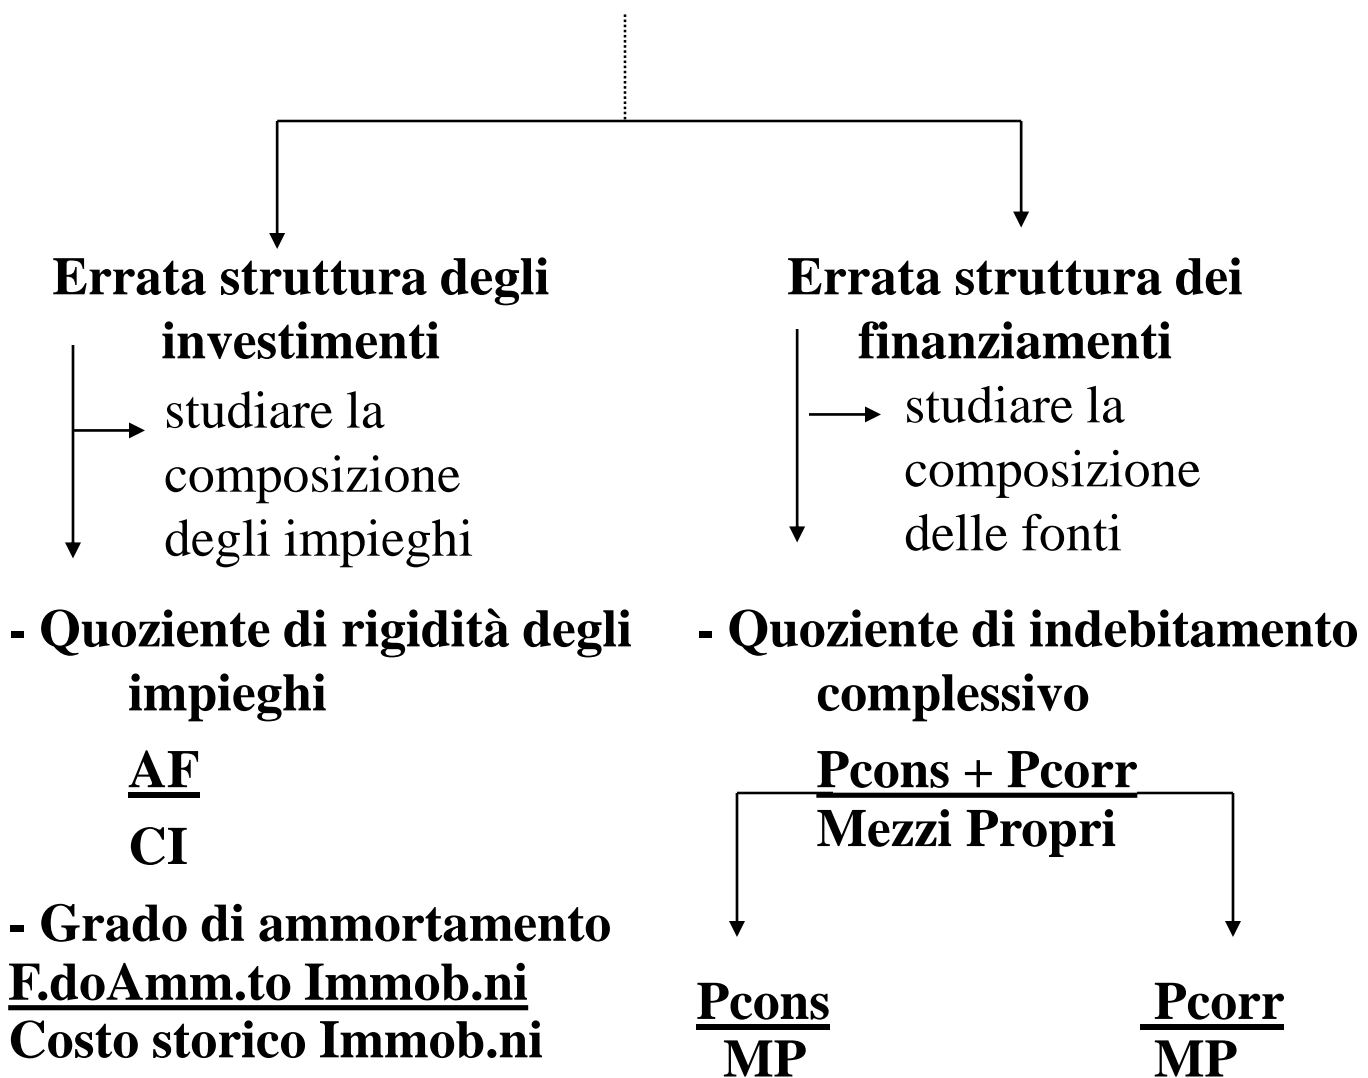 Errata struttura degli
investimenti
studiare la
composizione
degli impieghi
- Quoziente di rigidità degli
impieghi
AF
CI
- Grado di ammortamento
F.doAmm.to Immob.ni
Costo storico Immob.ni
Errata struttura dei
finanziamenti
studiare la
composizione
delle fonti
- Quoziente di indebitamento
complessivo
Pcons + Pcorr
Mezzi Propri
Pcons
MP
Pcorr
MP